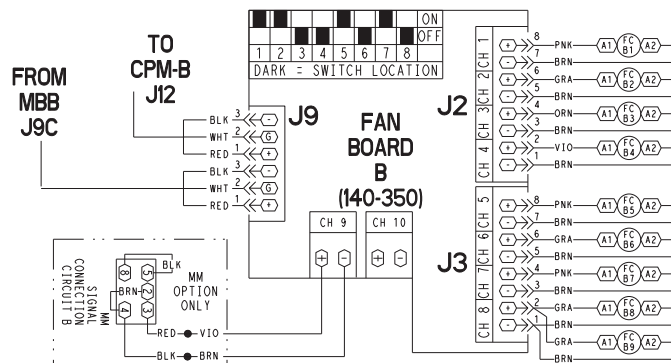 ON
OFF
1 2 3 4 5 6 7 8
DARK = SWITCH LOCATION
TO
CPM-B
J12
FROM
MBB
J9C
J9
BLK 3 -
WHT 2 G
RED 1 +
BLK 3 -
WHT 2 G
RED 1 +
FAN
BOARD
B
(140-350)
CH 9
+ -
CH 10
J2
CH 1
CH 2
CH 3
CH 4
+ 8 PNK A1 FC B1 A2
- 7 BRN
+ 6 GRA A1 FC B2 A2
- 5 BRN
+ 4 ORN A1 FC B3 A2
- 3 BRN
+ 2 VIO A1 FC B4 A2
- 1 BRN
J3
CH 5
CH 6
CH 7
CH 8
+ 8 PNK A1 FC B5 A2
- 7 BRN
+ 6 GRA A1 FC B6 A2
- 5 BRN
+ 4 PNK A1 FC B7 A2
- 3 BRN
+ 2 GRA A1 FC B8 A2
- 1 BRN
GRA A1 FC B9 A2
BRN
MM
SIGNAL
CONNECTION
CIRCUIT B
8 5
BLK
BRN 2
4 3
MM
OPTION
ONLY
RED VIO
BLK BRN